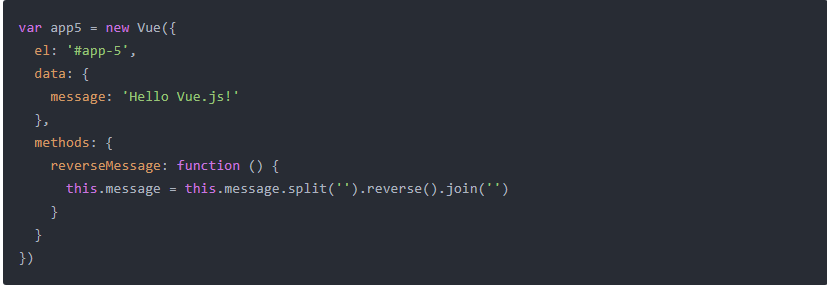 var app5 = new Vue({
  el: '#app-5',
  data: {
    message: 'Hello Vue.js!'
  },
  methods: {
    reverseMessage: function () {
      this.message = this.message.split('').reverse().join('')
    }
  }
})